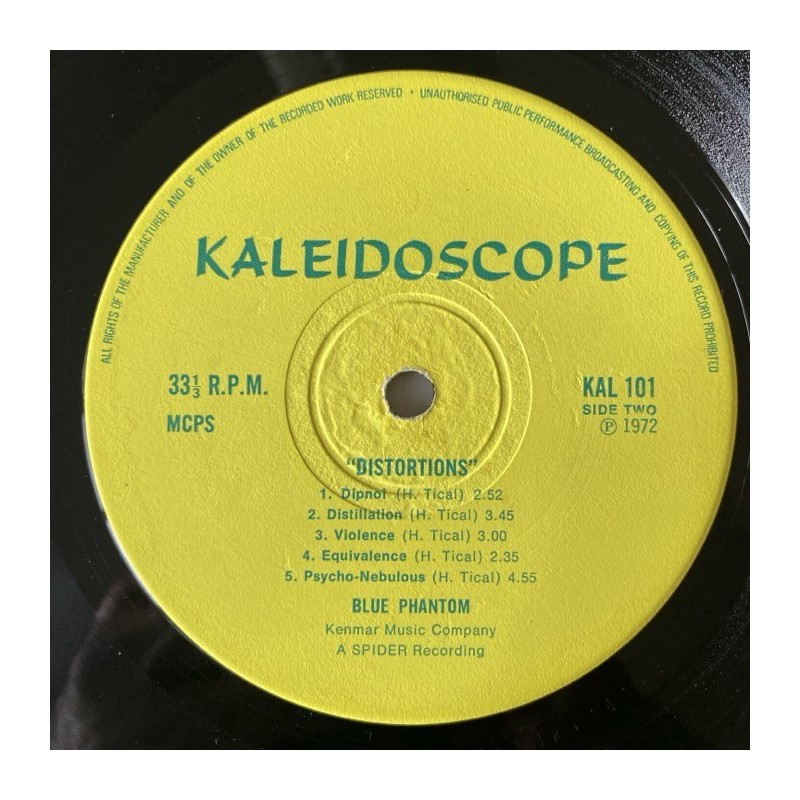 ALL RIGHTS OF THE MANUFACTURER AND OF THE OWNER OF THE RECORDED WORK RESERVED • UNAUTHORISED PUBLIC PERFORMANCE BROADCASTING AND COPYING OF THIS RECORD PROHIBITED
KALEIDOSCOPE
33⅓ R.P.M.
MCPS
KAL 101
SIDE TWO
℗ 1972
"DISTORTIONS"
1. Dipnoi (H. Tical) 2.52
2. Distillation (H. Tical) 3.45
3. Violence (H. Tical) 3.00
4. Equivalence (H. Tical) 2.35
5. Psycho-Nebulous (H. Tical) 4.55
BLUE PHANTOM
Kenmar Music Company
A SPIDER Recording